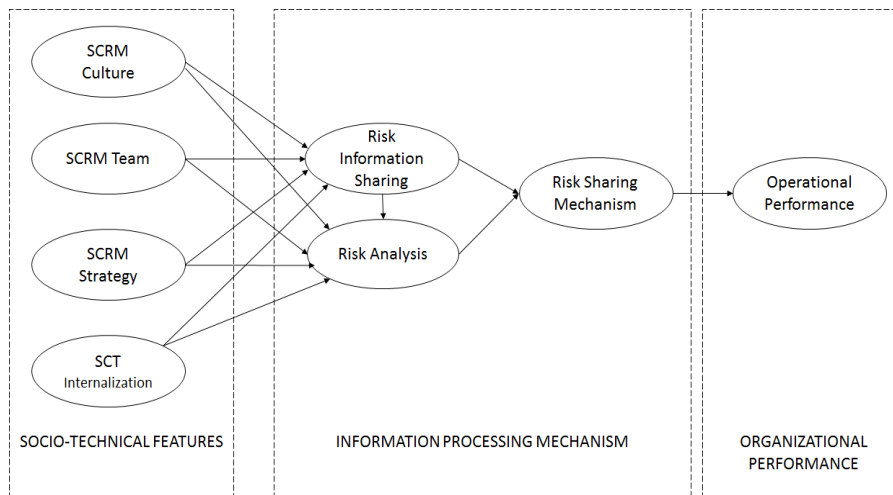 SCRM
Culture
SCRM Team
SCRM
Strategy
SCT
Internalization
SOCIO-TECHNICAL FEATURES
Risk
Information
Sharing
Risk Analysis
Risk Sharing
Mechanism
INFORMATION PROCESSING MECHANISM
Operational
Performance
ORGANIZATIONAL
PERFORMANCE